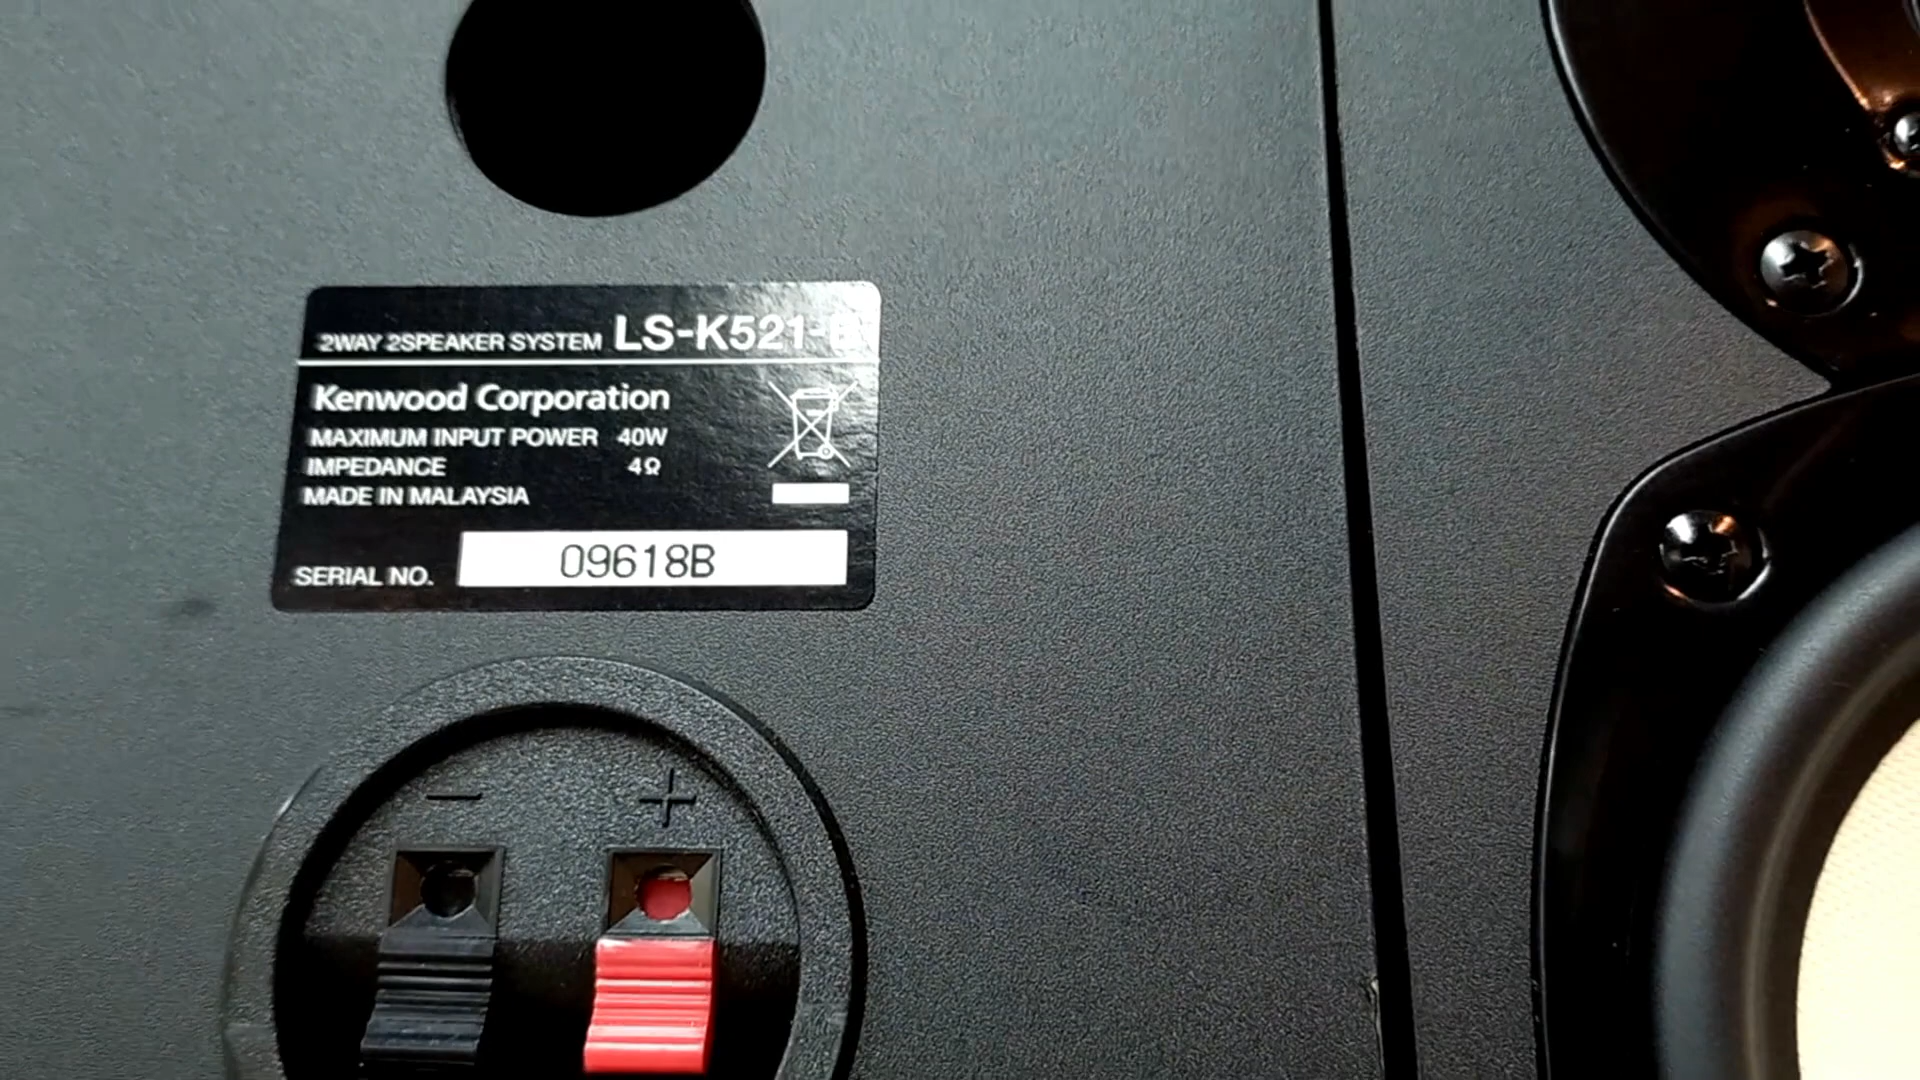 2WAY 2SPEAKER SYSTEM LS-K521-B
Kenwood Corporation
MAXIMUM INPUT POWER 40W
IMPEDANCE 4Ω
MADE IN MALAYSIA
SERIAL NO. 09618B
− +